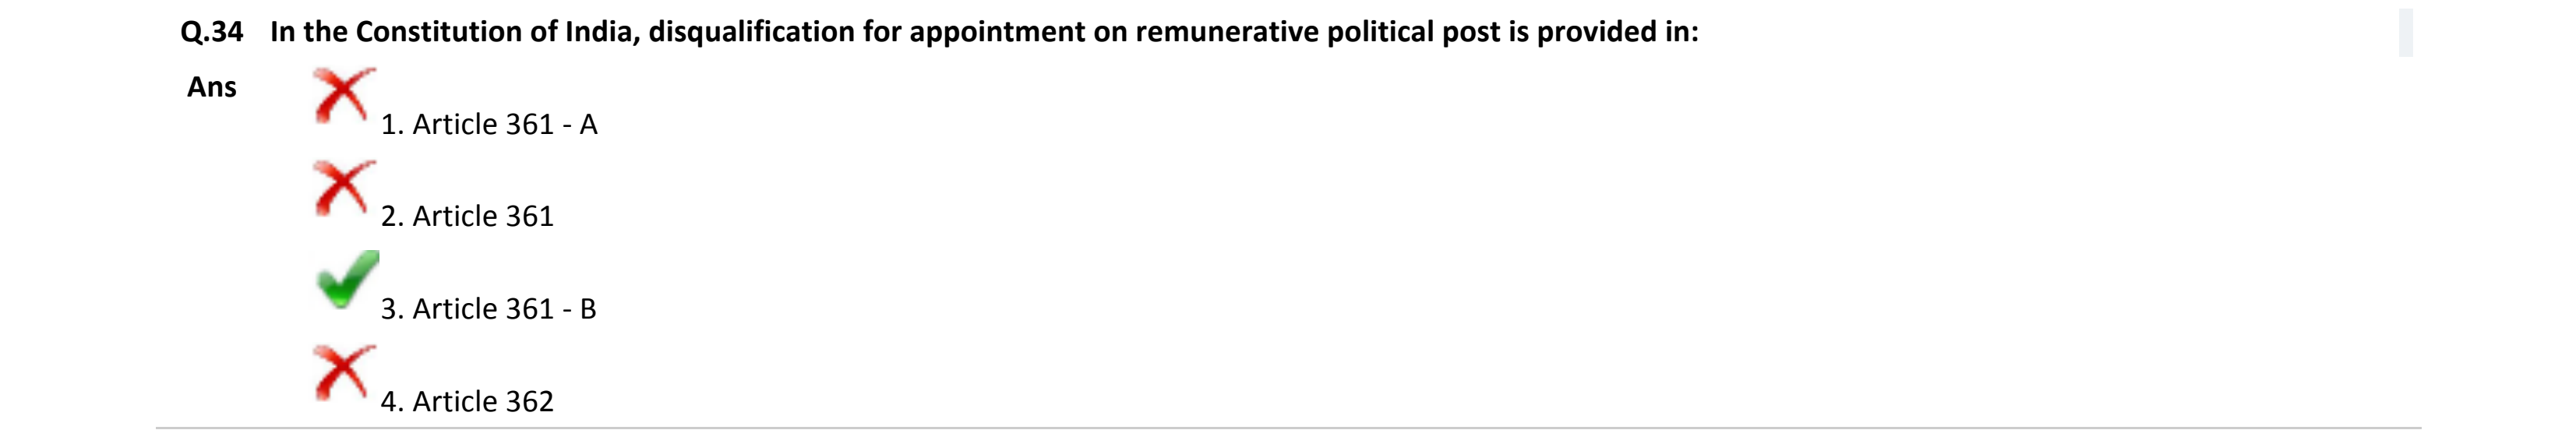 Q.34 In the Constitution of India, disqualification for appointment on remunerative political post is provided in:
Ans
1. Article 361 - A
2. Article 361
3. Article 361 - B
4. Article 362